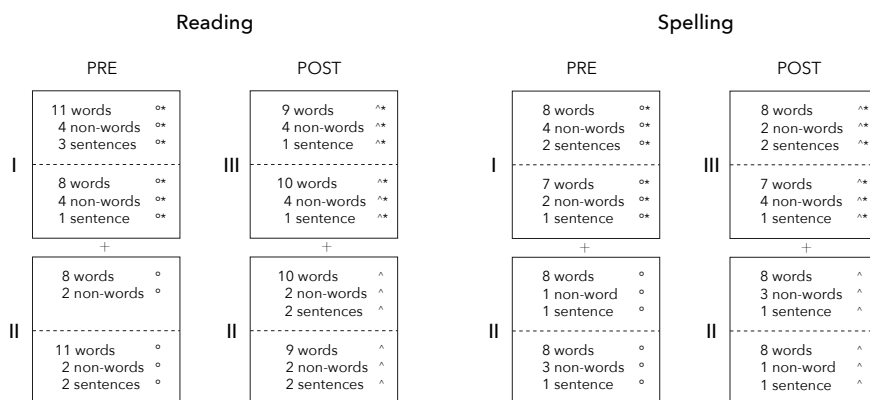 Reading
PRE
POST
I
11 words °*
4 non-words °*
3 sentences °*
8 words °*
4 non-words °*
1 sentence °*
+
II
8 words °
2 non-words °
11 words °
2 non-words °
2 sentences °
III
9 words ^*
4 non-words ^*
1 sentence ^*
10 words ^*
4 non-words ^*
1 sentence ^*
+
II
10 words ^
2 non-words ^
2 sentences ^
9 words ^
2 non-words ^
2 sentences ^
Spelling
PRE
POST
I
8 words °*
4 non-words °*
2 sentences °*
7 words °*
2 non-words °*
1 sentence °*
+
II
8 words °
1 non-word °
1 sentence °
8 words °
3 non-words °
1 sentence °
III
8 words ^*
2 non-words ^*
2 sentences ^*
7 words ^*
4 non-words ^*
1 sentence ^*
+
II
8 words ^
3 non-words ^
1 sentence ^
8 words ^
1 non-word ^
1 sentence ^